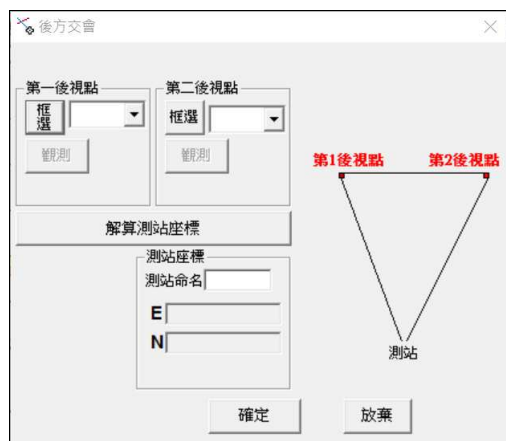 後方交會
第一後視點
框選
觀測
第二後視點
框選
觀測
解算測站座標
測站座標
測站命名
E
N
確定
放棄
第1後視點
第2後視點
測站